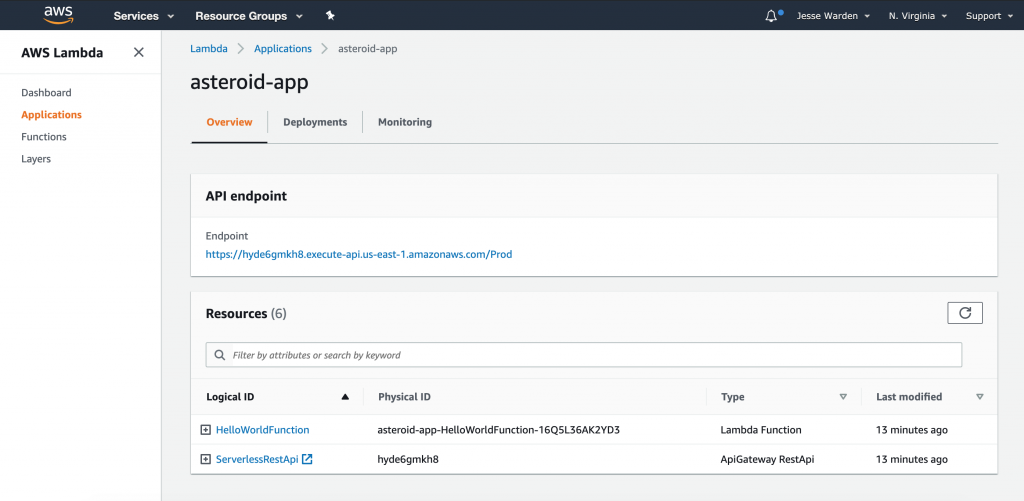 aws Services Resource Groups Jesse Warden N. Virginia Support
AWS Lambda
Dashboard
Applications
Functions
Layers
Lambda Applications asteroid-app
asteroid-app
Overview Deployments Monitoring
API endpoint
Endpoint
https://hyde6gmkh8.execute-api.us-east-1.amazonaws.com/Prod
Resources (6)
Filter by attributes or search by keyword
Logical ID Physical ID Type Last modified
HelloWorldFunction asteroid-app-HelloWorldFunction-16Q5L36AK2YD3 Lambda Function 13 minutes ago
ServerlessRestApi hyde6gmkh8 ApiGateway RestApi 13 minutes ago